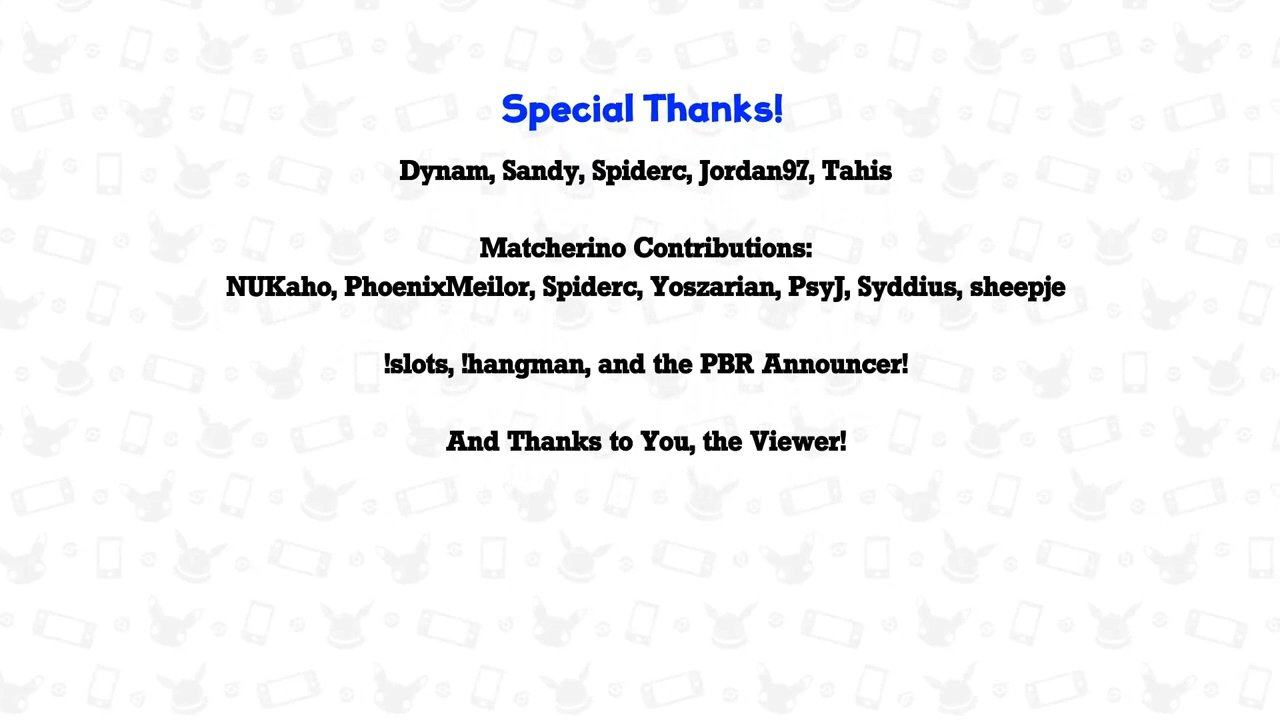 Special Thanks!
Dynam, Sandy, Spiderc, Jordan97, Tahis
Matcherino Contributions:
NUKaho, PhoenixMeilor, Spiderc, Yoszarian, PsyJ, Syddius, sheepje
!slots, !hangman, and the PBR Announcer!
And Thanks to You, the Viewer!